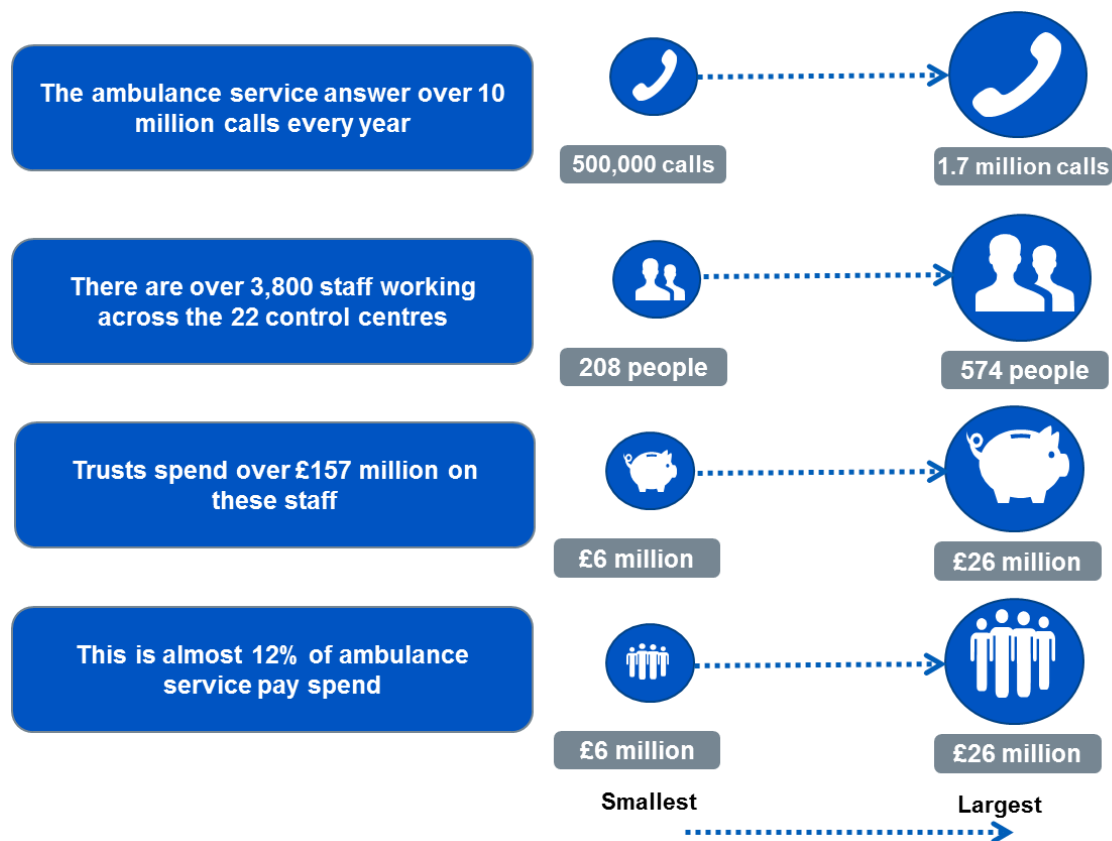 The ambulance service answer over 10
million calls every year
500,000 calls
1.7 million calls
There are over 3,800 staff working
across the 22 control centres
208 people
574 people
Trusts spend over £157 million on
these staff
£6 million
£26 million
This is almost 12% of ambulance
service pay spend
£6 million
£26 million
Smallest
Largest